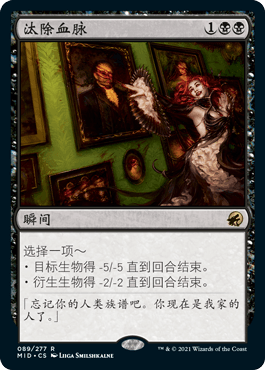 汰除血脉 1
瞬间
选择一项～
• 目标生物得 -5/-5 直到回合结束。
• 衍生生物得 -2/-2 直到回合结束。
「忘记你的人类族谱吧。你现在是我家的
人了。」
089/277 R
MID • CS LIIGA SMILSHKALNE
™ & © 2021 Wizards of the Coast